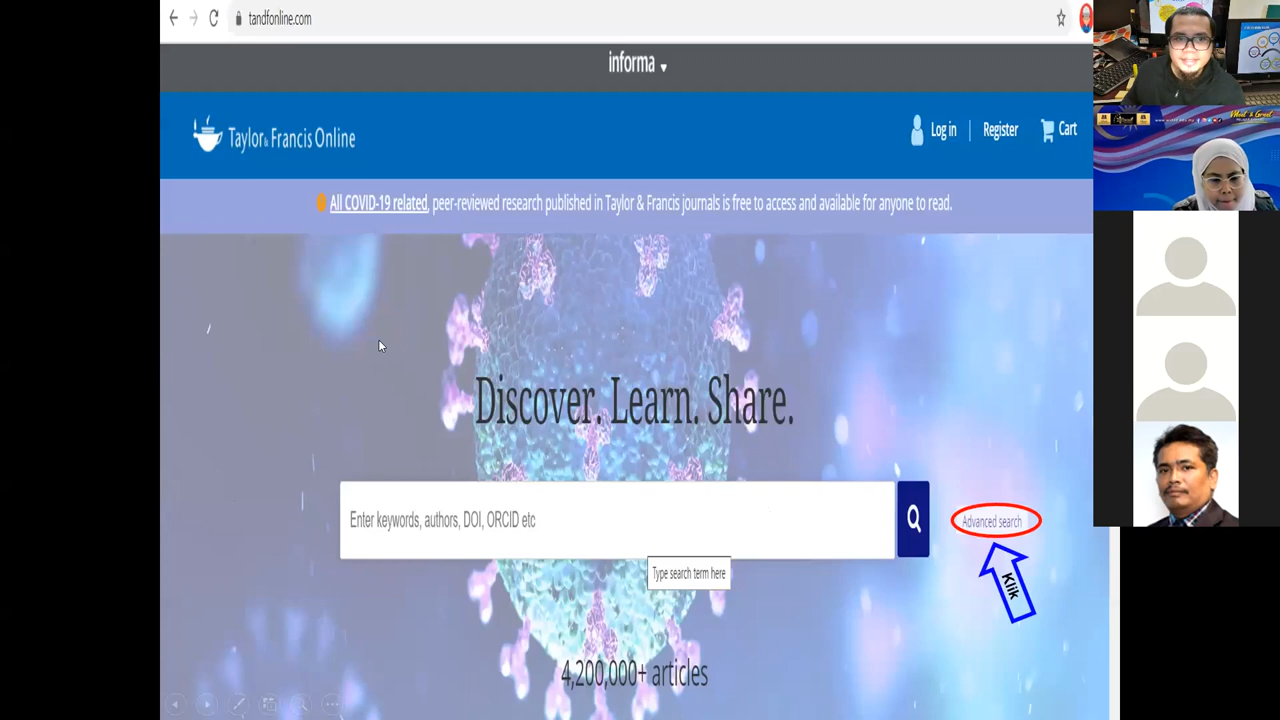 tandfonline.com
informa
Taylor & Francis Online
Log in
Register
Cart
All COVID-19 related, peer-reviewed research published in Taylor & Francis journals is free to access and available for anyone to read.
Discover. Learn. Share.
Enter keywords, authors, DOI, ORCID etc
Advanced search
Type search term here
Klik
4,200,000+ articles
Meet & Greet